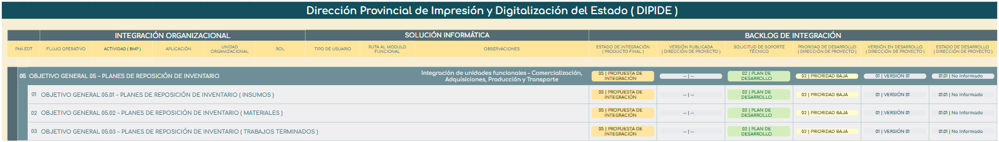 Dirección Provincial de Impresión y Digitalización del Estado ( DIPIDE )
INTEGRACIÓN ORGANIZACIONAL
SOLUCIÓN INFORMÁTICA
BACKLOG DE INTEGRACIÓN
PMI-EDT
FLUJO OPERATIVO
ACTIVIDAD ( BMP )
APLICACIÓN
UNIDAD
ORGANIZACIONAL
ROL
TIPO DE USUARIO
RUTA AL MODULO
FUNCIONAL
OBSERVACIONES
ESTADO DE INTEGRACIÓN
( PRODUCTO FINAL )
VERSIÓN PUBLICADA
( DIRECCIÓN DE PROYECTO )
SOLICITUD DE SOPORTE
TÉCNICO
PRIORIDAD DE DESARROLLO
( DIRECCIÓN DE PROYECTO )
VERSIÓN EN DESARROLLO
( DIRECCIÓN DE PROYECTO )
ESTADO DE DESARROLLO
( DIRECCIÓN DE PROYECTO )
05 OBJETIVO GENERAL 05 - PLANES DE REPOSICIÓN DE INVENTARIO
Integración de unidades funcionales - Comercialización,
Adquisiciones, Producción y Transporte
05 | PROPUESTA DE
INTEGRACIÓN
-- | --
02 | PLAN DE
DESARROLLO
02 | PRIORIDAD BAJA
01 | VERSIÓN 01
01.01 | No informado
01 OBJETIVO GENERAL 05.01 - PLANES DE REPOSICIÓN DE INVENTARIO ( INSUMOS )
05 | PROPUESTA DE
INTEGRACIÓN
-- | --
02 | PLAN DE
DESARROLLO
02 | PRIORIDAD BAJA
01 | VERSIÓN 01
01.01 | No informado
02 OBJETIVO GENERAL 05.02 - PLANES DE REPOSICIÓN DE INVENTARIO ( MATERIALES )
05 | PROPUESTA DE
INTEGRACIÓN
-- | --
02 | PLAN DE
DESARROLLO
02 | PRIORIDAD BAJA
01 | VERSIÓN 01
01.01 | No informado
03 OBJETIVO GENERAL 05.03 - PLANES DE REPOSICIÓN DE INVENTARIO ( TRABAJOS TERMINADOS )
05 | PROPUESTA DE
INTEGRACIÓN
-- | --
02 | PLAN DE
DESARROLLO
02 | PRIORIDAD BAJA
01 | VERSIÓN 01
01.01 | No informado